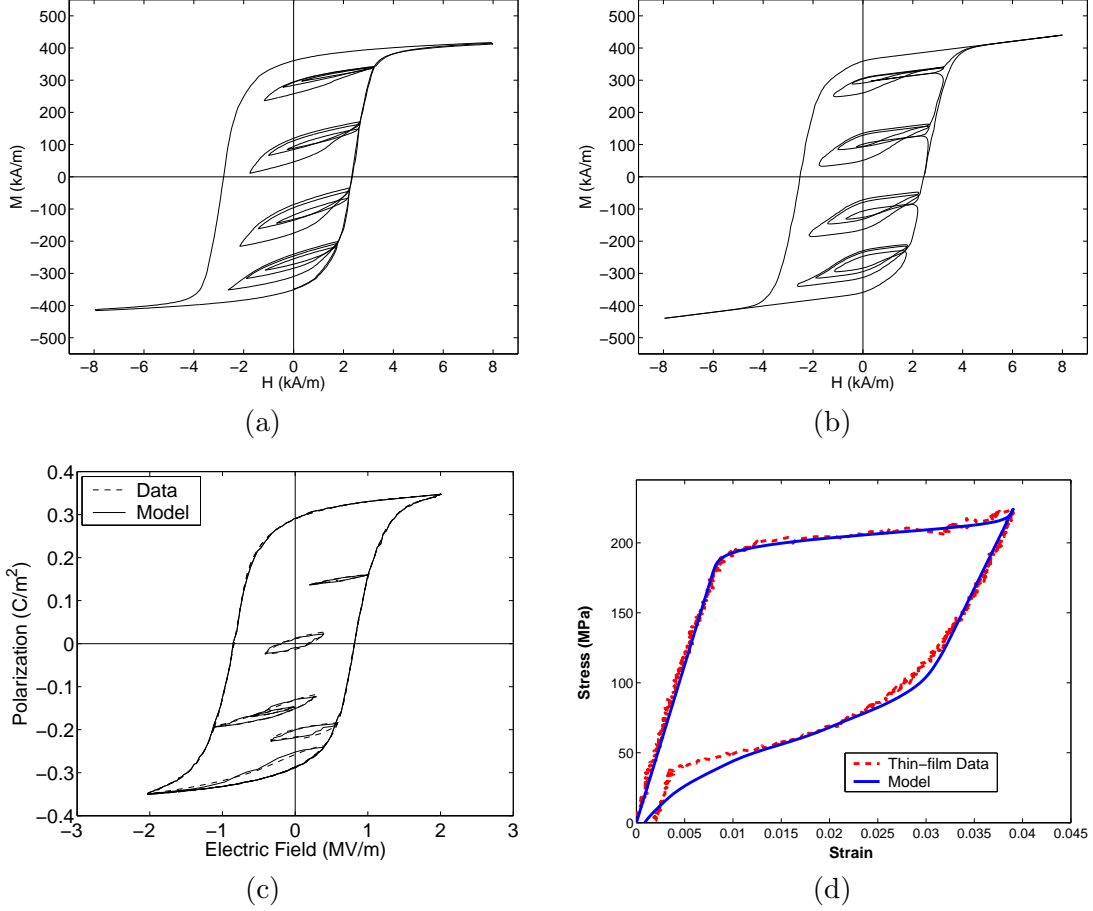 500
400
300
200
100
0
−100
−200
−300
−400
−500
M (kA/m)
−8 −6 −4 −2 0 2 4 6 8
H (kA/m)
(a)
500
400
300
200
100
0
−100
−200
−300
−400
−500
M (kA/m)
−8 −6 −4 −2 0 2 4 6 8
H (kA/m)
(b)
0.4
0.3
0.2
0.1
0
−0.1
−0.2
−0.3
−0.4
Polarization (C/m²)
Data
Model
−3 −2 −1 0 1 2 3
Electric Field (MV/m)
(c)
200
150
100
50
0
Stress (MPa)
Thin−film Data
Model
0 0.005 0.01 0.015 0.02 0.025 0.03 0.035 0.04 0.045
Strain
(d)